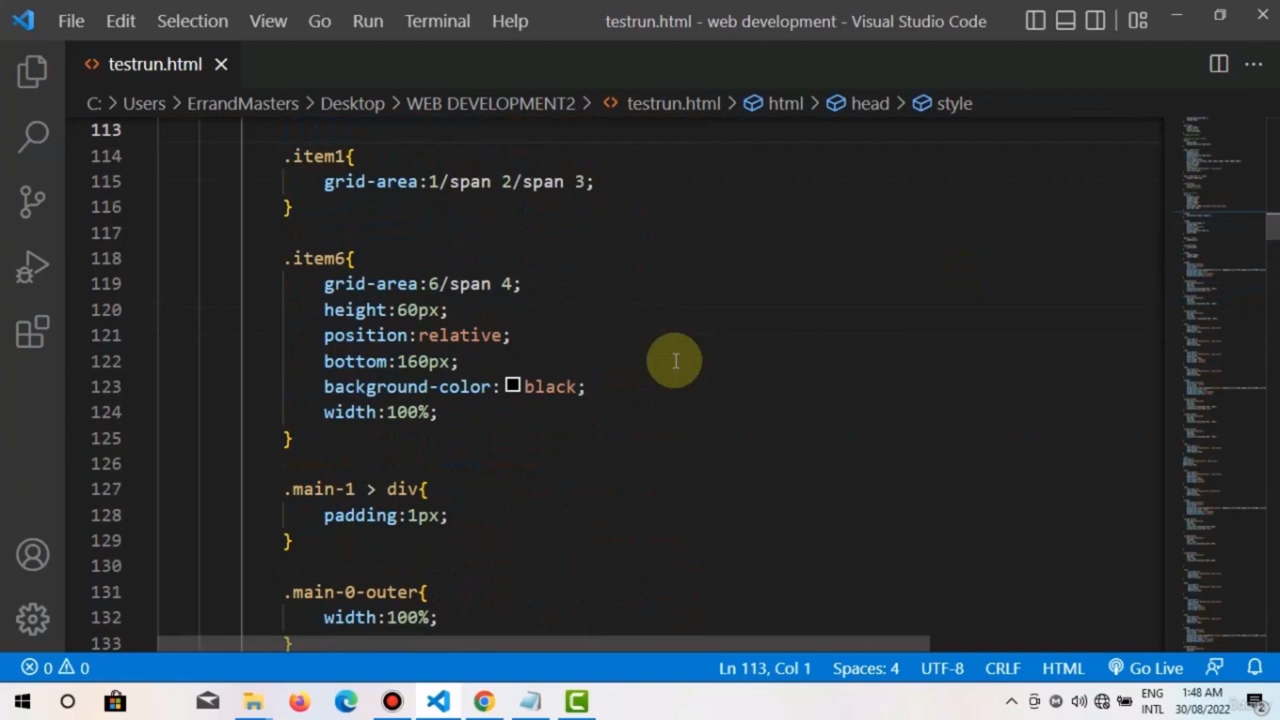 File Edit Selection View Go Run Terminal Help testrun.html - web development - Visual Studio Code
testrun.html
C: > Users > ErrandMasters > Desktop > WEB DEVELOPMENT2 > testrun.html > html > head > style
113
114 .item1{
115 grid-area:1/span 2/span 3;
116 }
117
118 .item6{
119 grid-area:6/span 4;
120 height:60px;
121 position:relative;
122 bottom:160px;
123 background-color:black;
124 width:100%;
125 }
126
127 .main-1 > div{
128 padding:1px;
129 }
130
131 .main-0-outer{
132 width:100%;
133 }
0 0 Ln 113, Col 1 Spaces: 4 UTF-8 CRLF HTML Go Live
ENG 1:48 AM
INTL 30/08/2022